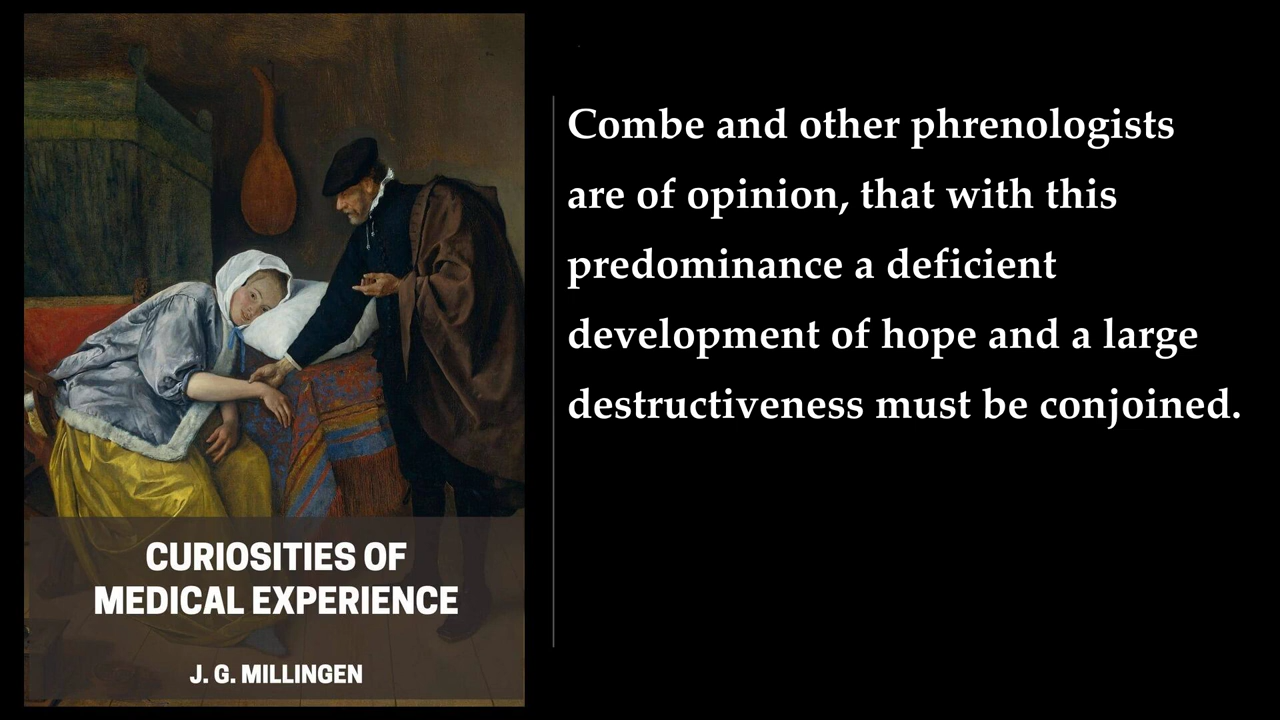 Combe and other phrenologists
are of opinion, that with this
predominance a deficient
development of hope and a large
destructiveness must be conjoined.
CURIOSITIES OF
MEDICAL EXPERIENCE
J. G. MILLINGEN